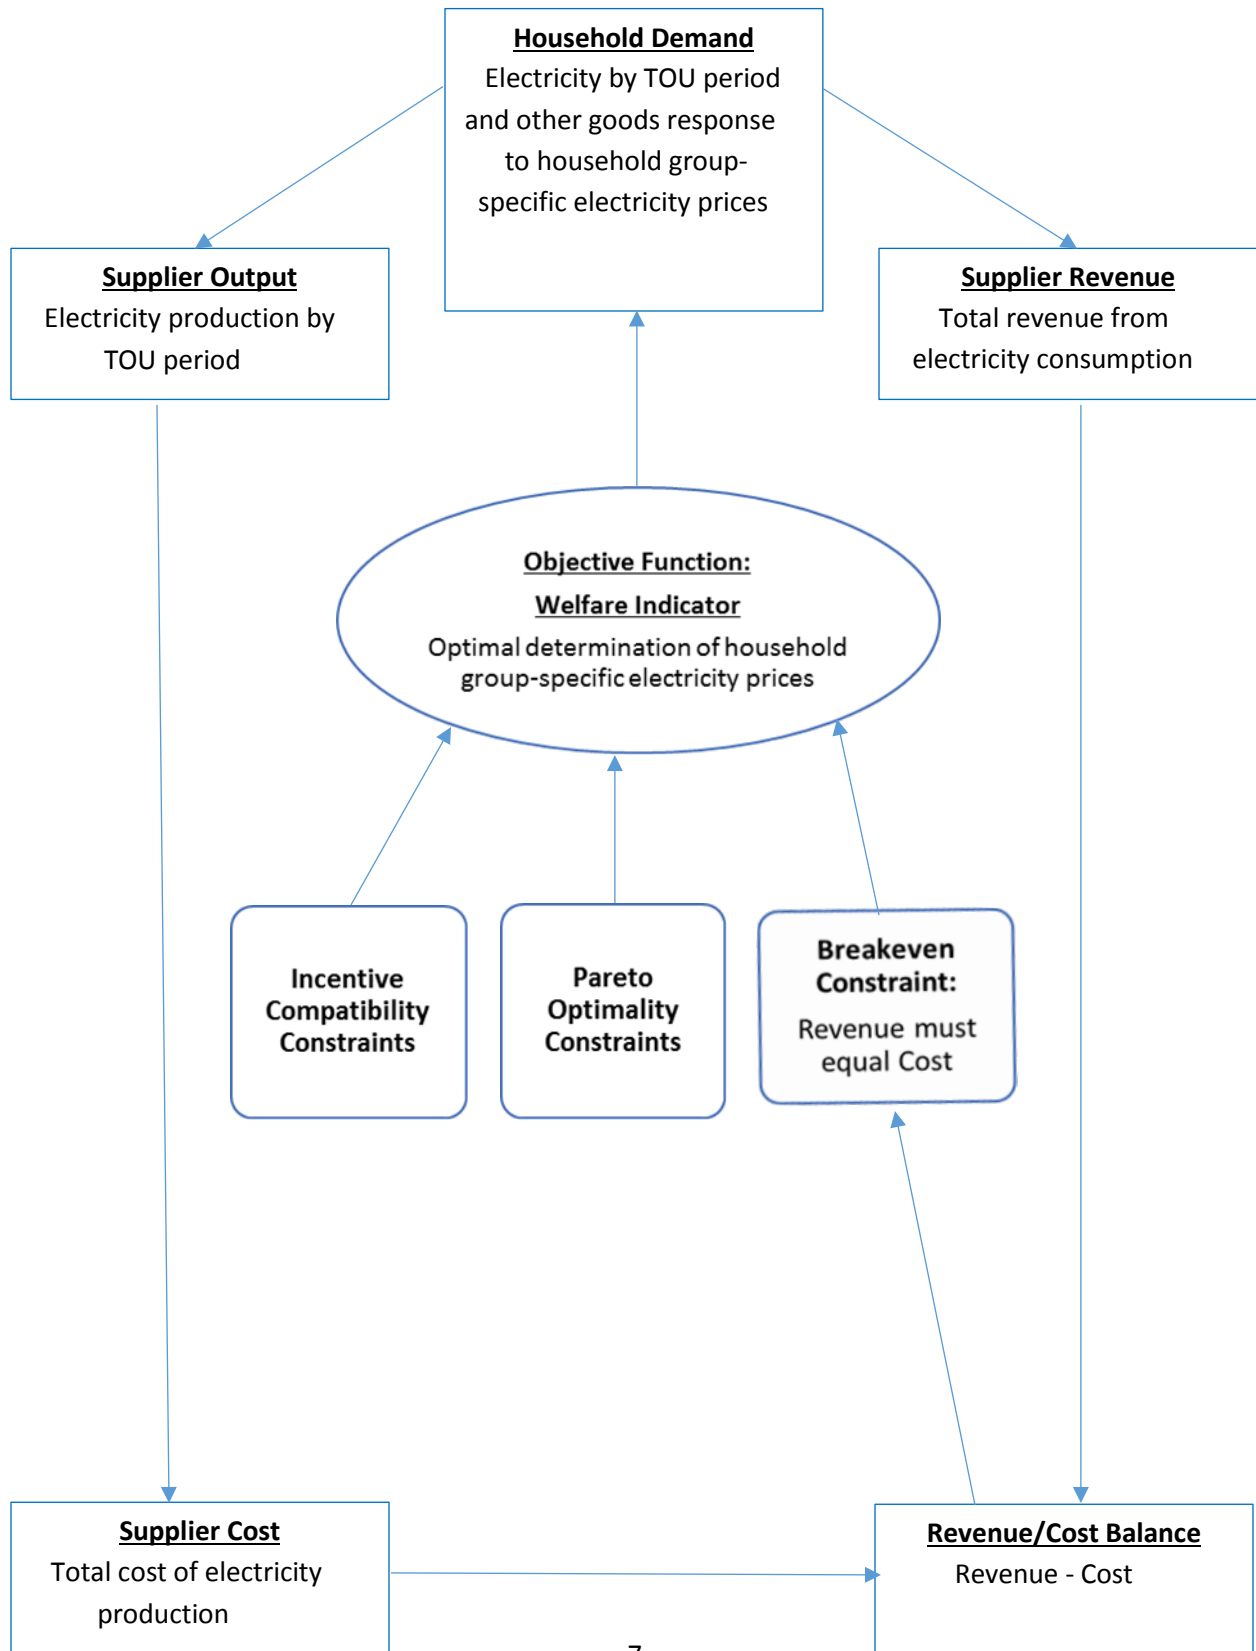 Household Demand
Electricity by TOU period
and other goods response
to household group-
specific electricity prices
Supplier Output
Electricity production by
TOU period
Supplier Revenue
Total revenue from
electricity consumption
Objective Function:
Welfare Indicator
Optimal determination of household
group-specific electricity prices
Incentive
Compatibility
Constraints
Pareto
Optimality
Constraints
Breakeven
Constraint:
Revenue must
equal Cost
Supplier Cost
Total cost of electricity
production
Revenue/Cost Balance
Revenue - Cost
7